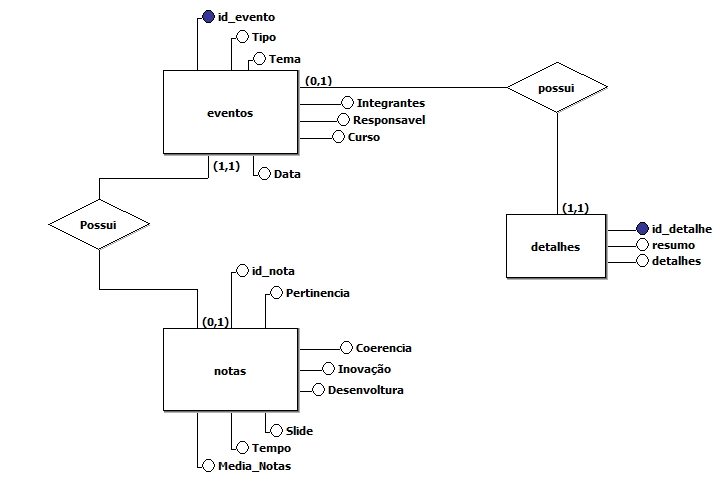 id_evento
Tipo
Tema
(0,1)
possui
Integrantes
eventos
Responsavel
Curso
(1,1)
Data
(1,1)
Possui
id_detalhe
resumo
detalhes
detalhes
id_nota
Pertinencia
(0,1)
Coerencia
notas
Inovação
Desenvoltura
Slide
Tempo
Media_Notas